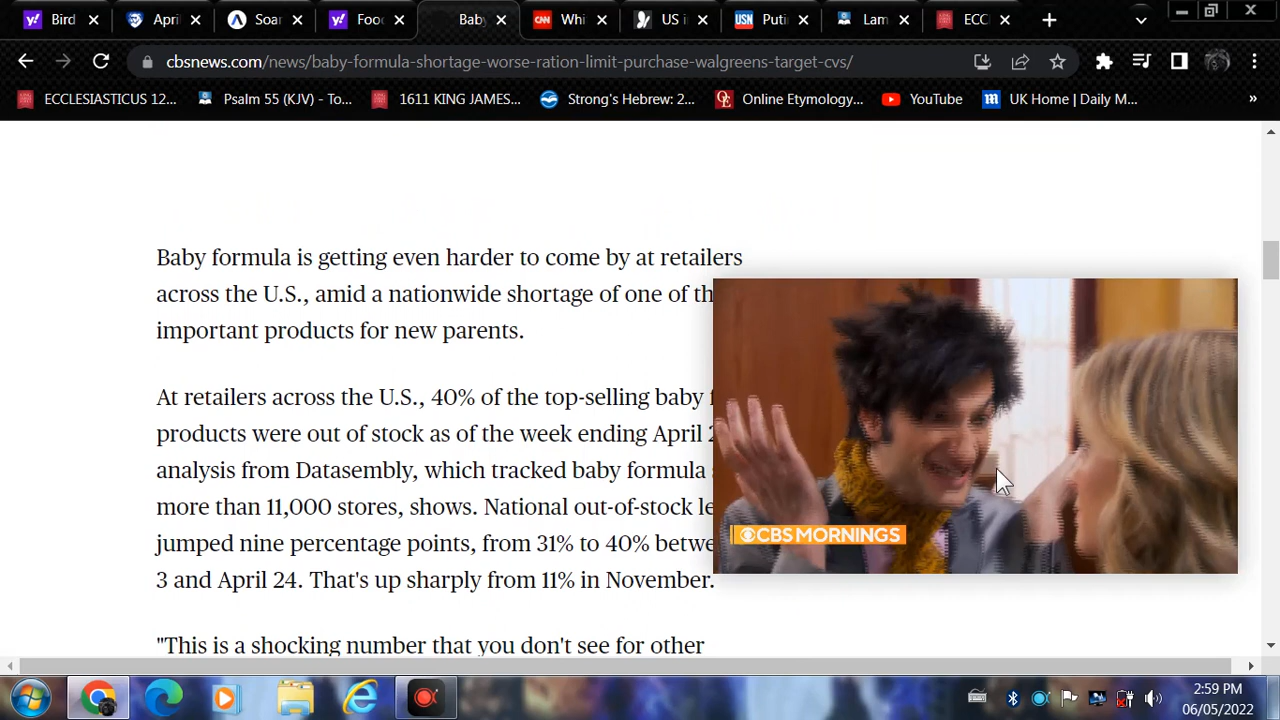 Bird
April
Soar
Food
Bab
CNN
Whi
US i
USN
Puti
Lam
ECC
cbsnews.com/news/baby-formula-shortage-worse-ration-limit-purchase-walgreens-target-cvs/
ECCLESIASTICUS 12...
Psalm 55 (KJV) - To...
1611 KING JAMES...
Strong's Hebrew: 2...
Online Etymology...
YouTube
UK Home | Daily M...
»
Baby formula is getting even harder to come by at retailers
across the U.S., amid a nationwide shortage of one of th
important products for new parents.
At retailers across the U.S., 40% of the top-selling baby f
products were out of stock as of the week ending April 2
analysis from Datasembly, which tracked baby formula s
more than 11,000 stores, shows. National out-of-stock le
jumped nine percentage points, from 31% to 40% betwe
3 and April 24. That's up sharply from 11% in November.
"This is a shocking number that you don't see for other
CBS MORNINGS
2:59 PM
06/05/2022